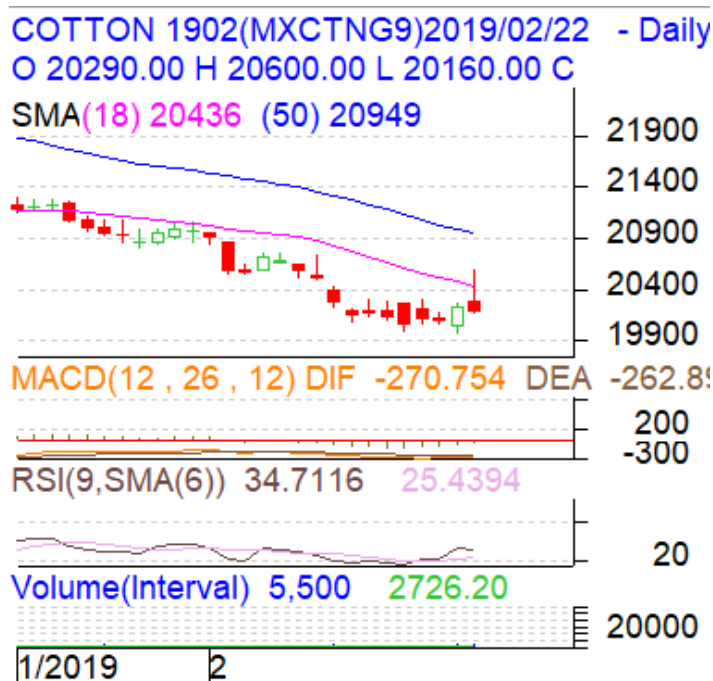 COTTON 1902(MXCTNG9)2019/02/22 - Daily
O 20290.00 H 20600.00 L 20160.00 C
SMA(18) 20436 (50) 20949
21900
21400
20900
20400
19900
MACD(12 , 26 , 12) DIF -270.754 DEA -262.89
200
-300
RSI(9,SMA(6)) 34.7116 25.4394
20
Volume(Interval) 5,500 2726.20
20000
1/2019 2